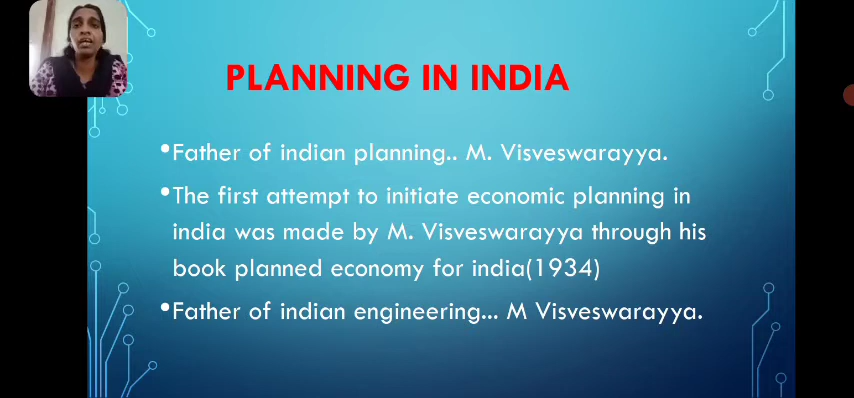 PLANNING IN INDIA
•Father of indian planning.. M. Visveswarayya.
•The first attempt to initiate economic planning in
india was made by M. Visveswarayya through his
book planned economy for india(1934)
•Father of indian engineering... M Visveswarayya.